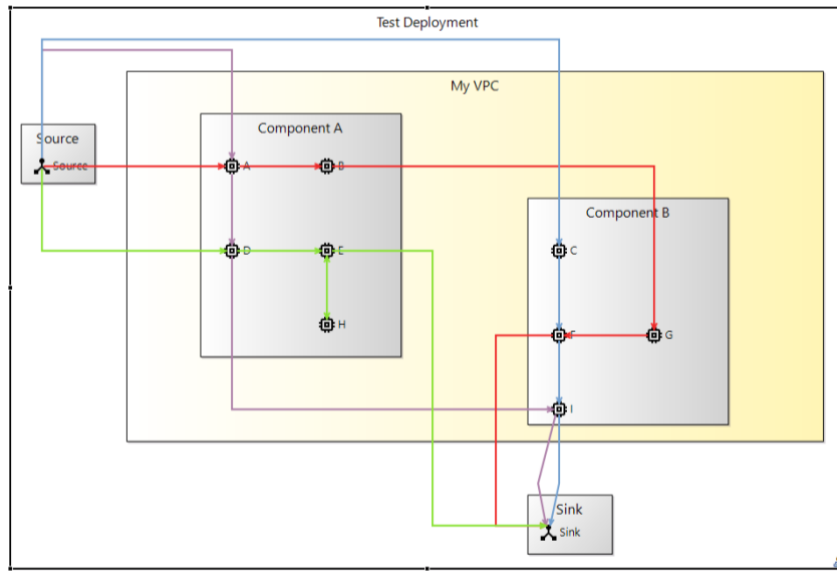 Test Deployment
My VPC
Component A
Source
Source
A
B
Component B
D
E
C
H
F
G
I
Sink
Sink